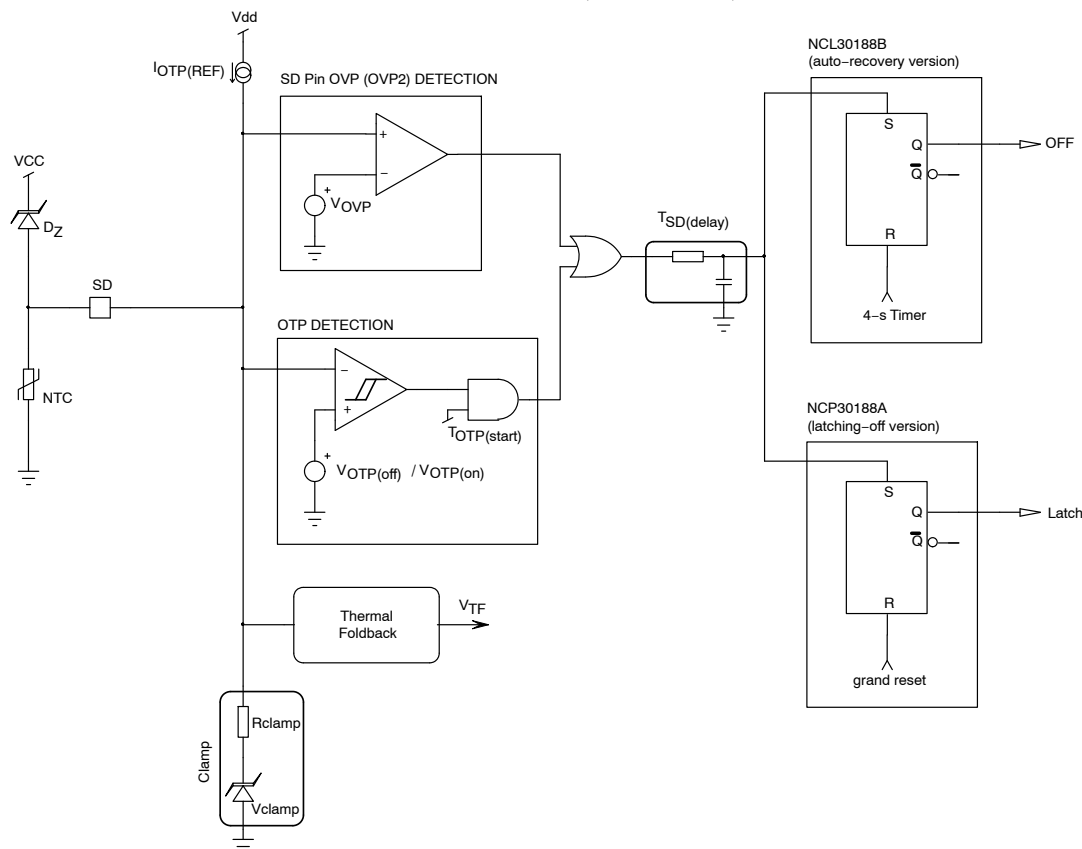 Vdd
IOTP(REF)
SD Pin OVP (OVP2) DETECTION
+
−
+
VOVP
VCC
DZ
SD
NTC
OTP DETECTION
−
+
TOTP(start)
+
VOTP(off) / VOTP(on)
TSD(delay)
NCL30188B
(auto−recovery version)
S
Q
OFF
Q
R
4−s Timer
NCP30188A
(latching−off version)
S
Q
Latch
Q
R
grand reset
Thermal
Foldback
VTF
Clamp
Rclamp
Vclamp